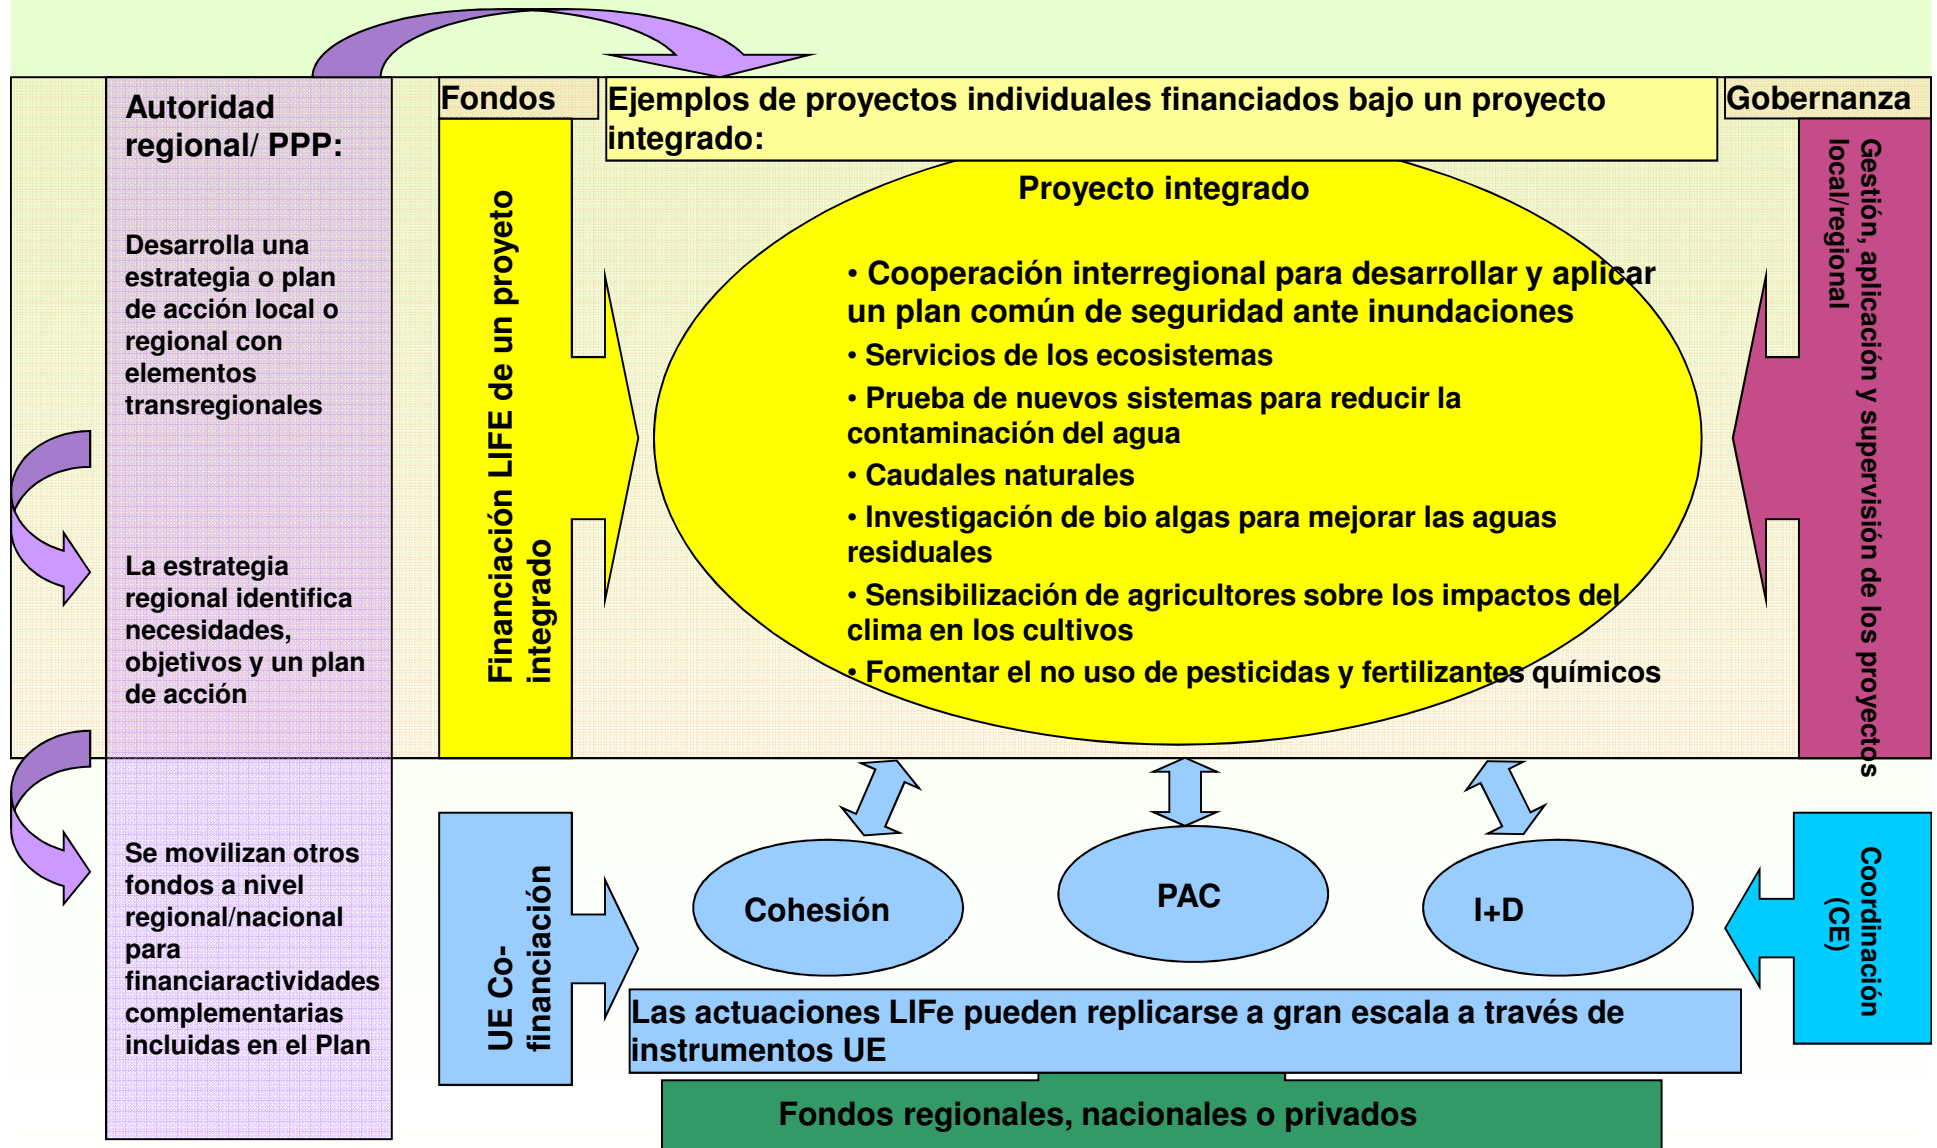 Autoridad
regional/ PPP:
Desarrolla una
estrategia o plan
de acción local o
regional con
elementos
transregionales
La estrategia
regional identifica
necesidades,
objetivos y un plan
de acción
Se movilizan otros
fondos a nivel
regional/nacional
para
financiaractividades
complementarias
incluidas en el Plan
Fondos
Financiación LIFE de un proyeto
integrado
Ejemplos de proyectos individuales financiados bajo un proyecto
integrado:
Proyecto integrado
• Cooperación interregional para desarrollar y aplicar
un plan común de seguridad ante inundaciones
• Servicios de los ecosistemas
• Prueba de nuevos sistemas para reducir la
contaminación del agua
• Caudales naturales
• Investigación de bio algas para mejorar las aguas
residuales
• Sensibilización de agricultores sobre los impactos del
clima en los cultivos
• Fomentar el no uso de pesticidas y fertilizantes químicos
Gobernanza
Gestión, aplicación y supervisión de los proyectos
local/regional
UE Co-
financiación
Cohesión
PAC
I+D
Coordinación
(CE)
Las actuaciones LIFe pueden replicarse a gran escala a través de
instrumentos UE
Fondos regionales, nacionales o privados